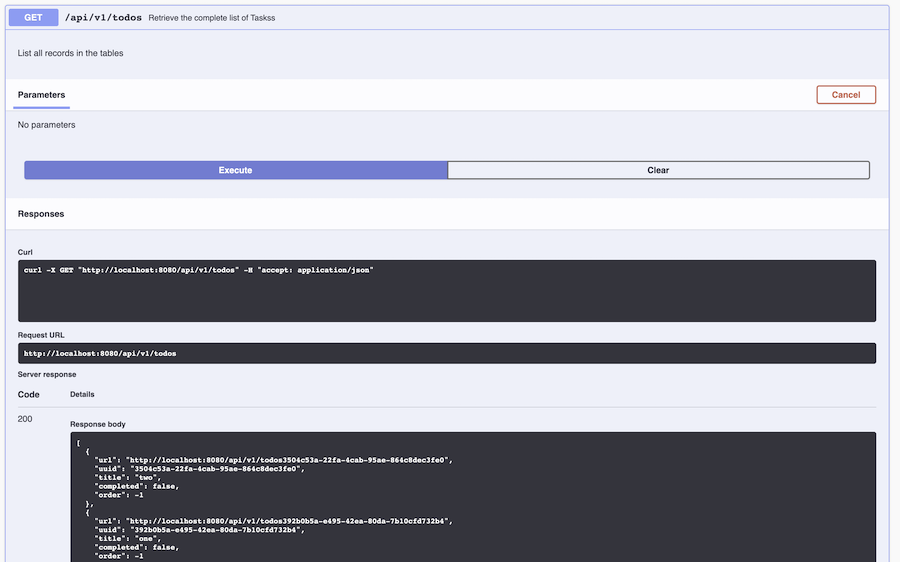 GET /api/v1/todos Retrieve the complete list of Taskss
List all records in the tables
Parameters Cancel
No parameters
Execute Clear
Responses
Curl
curl -X GET "http://localhost:8080/api/v1/todos" -H "accept: application/json"
Request URL
http://localhost:8080/api/v1/todos
Server response
Code Details
200
Response body
[
{
"url": "http://localhost:8080/api/v1/todos3504c53a-22fa-4cab-95ae-864c8dec3fe0",
"uuid": "3504c53a-22fa-4cab-95ae-864c8dec3fe0",
"title": "two",
"completed": false,
"order": -1
},
{
"url": "http://localhost:8080/api/v1/todos392b0b5a-e495-42ea-80da-7b10cfd732b4",
"uuid": "392b0b5a-e495-42ea-80da-7b10cfd732b4",
"title": "one",
"completed": false,
"order": -1